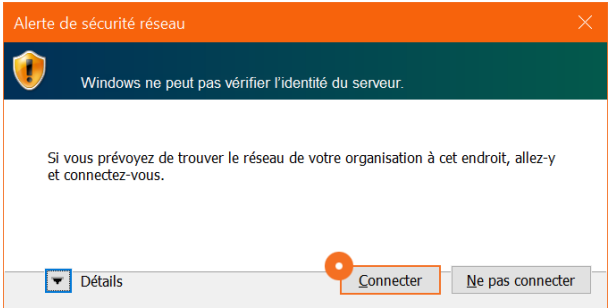 Alerte de sécurité réseau
Windows ne peut pas vérifier l'identité du serveur.
Si vous prévoyez de trouver le réseau de votre organisation à cet endroit, allez-y
et connectez-vous.
Détails
Connecter
Ne pas connecter